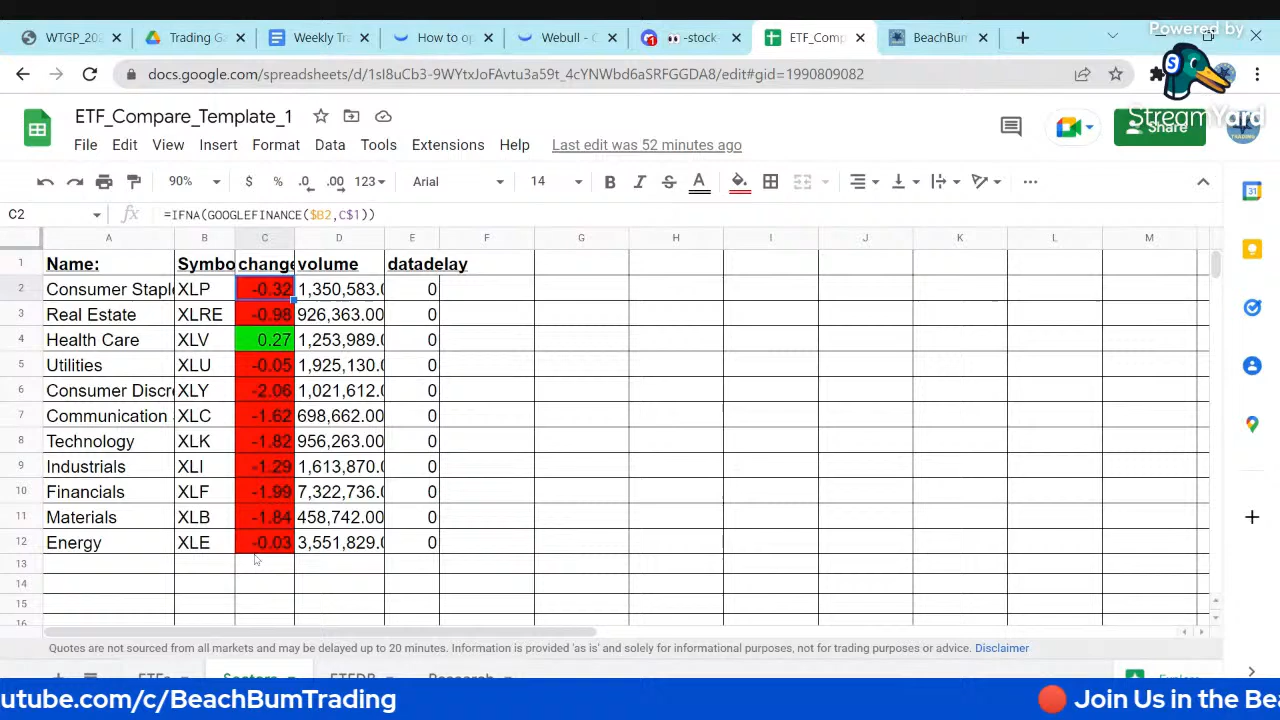 Powered by
StreamYard
WTGP_202
Trading Ga
Weekly Tra
How to
Webull - C
-stock
ETF_Comp
BeachBum
docs.google.com/spreadsheets/d/1sI8uCb3-9WYtxJoFAvtu3a59t_4cYNWbd6aSRFGGDA8/edit#gid=1990809082
ETF_Compare_Template_1
File Edit View Insert Format Data Tools Extensions Help Last edit was 52 minutes ago
Share
90% $ % .0 .00 123 Arial 14 B I S A
C2 fx =IFNA(GOOGLEFINANCE($B2,C$1))
A B C D E F G H I J K L M
1 Name: Symbo change volume datadelay
2 Consumer Stapl XLP -0.32 1,350,583.0 0
3 Real Estate XLRE -0.98 926,363.00 0
4 Health Care XLV 0.27 1,253,989.0 0
5 Utilities XLU -0.05 1,925,130.0 0
6 Consumer Discr XLY -2.06 1,021,612.0 0
7 Communication XLC -1.62 698,662.00 0
8 Technology XLK -1.82 956,263.00 0
9 Industrials XLI -1.29 1,613,870.0 0
10 Financials XLF -1.99 7,322,736.0 0
11 Materials XLB -1.84 458,742.00 0
12 Energy XLE -0.03 3,551,829.0 0
13
14
15
16
Quotes are not sourced from all markets and may be delayed up to 20 minutes. Information is provided 'as is' and solely for informational purposes, not for trading purposes or advice. Disclaimer
ETFs Sectors ETFDB Research Explore
utube.com/c/BeachBumTrading
Join Us in the Bea